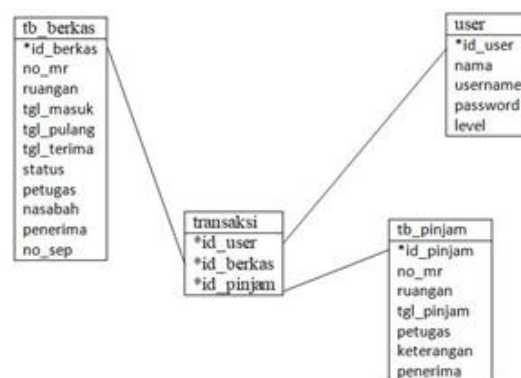 tb_berkas
*id_berkas
no_mr
ruangan
tgl_masuk
tgl_pulang
tgl_terima
status
petugas
nasabah
penerima
no_sep
user
*id_user
nama
username
password
level
transaksi
*id_user
*id_berkas
*id_pinjam
tb_pinjam
*id_pinjam
no_mr
ruangan
tgl_pinjam
petugas
keterangan
penerima